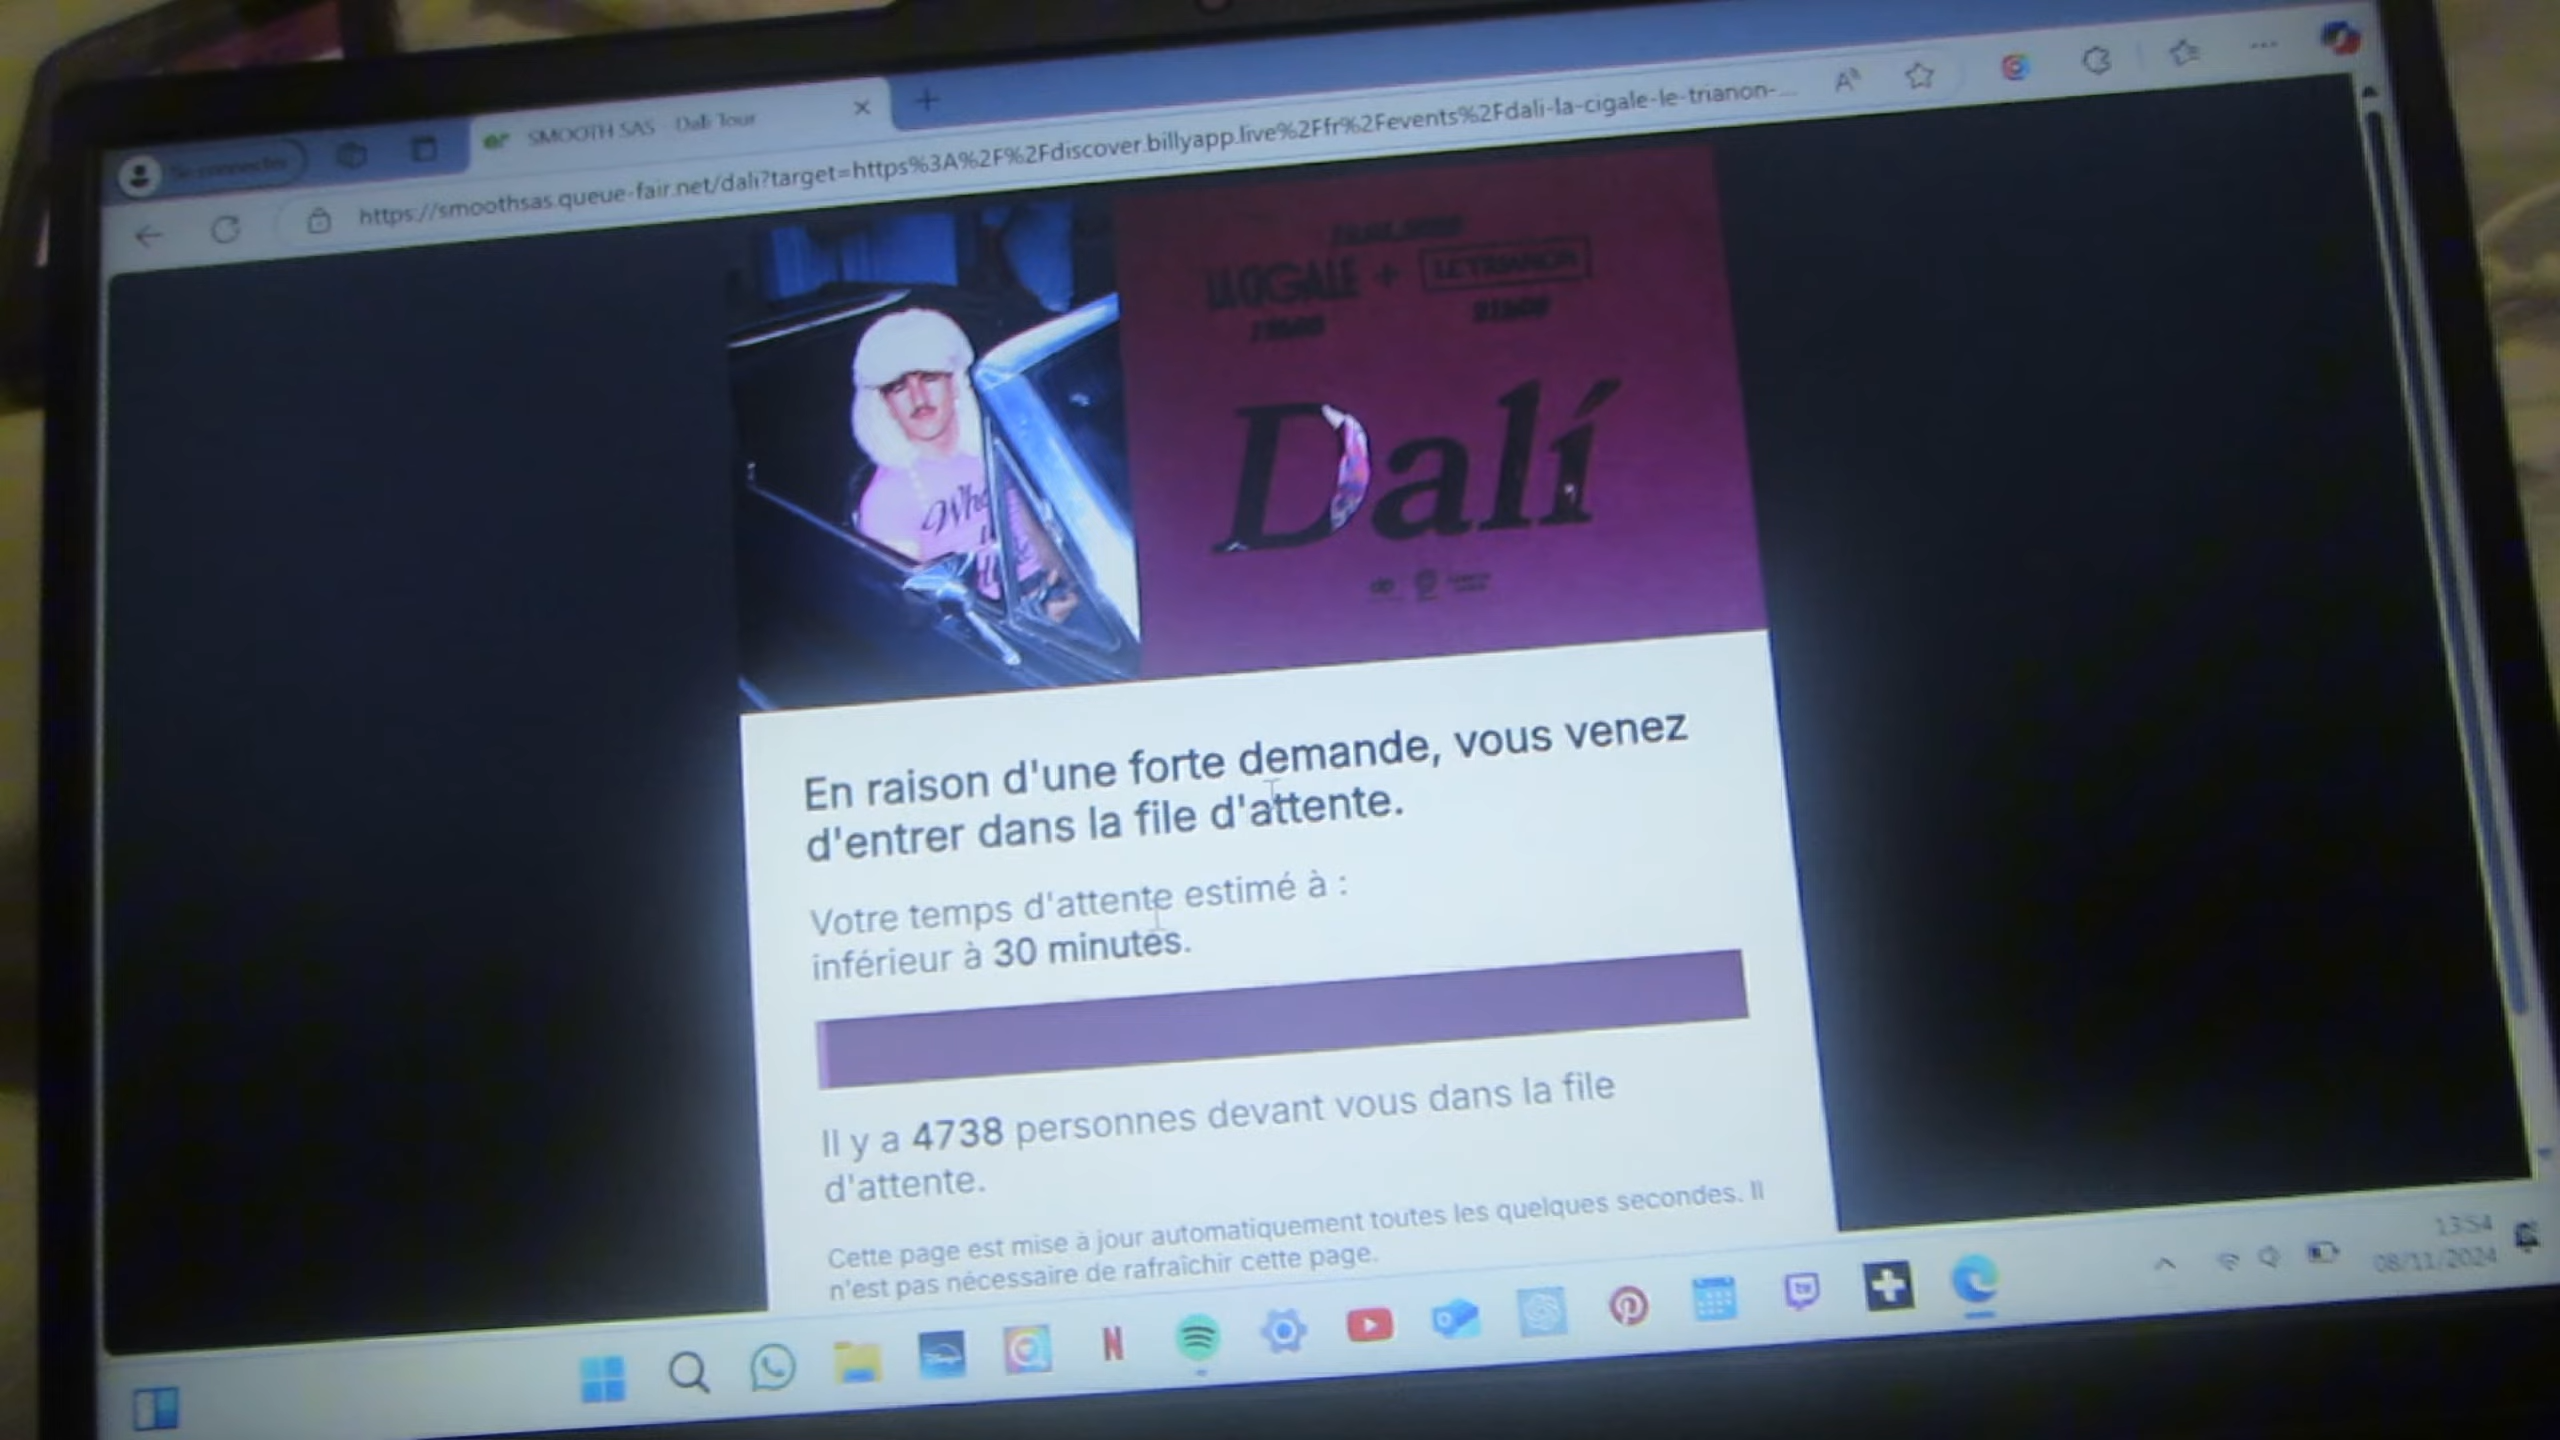 SMOOTH SAS - Dalí Tour
Se connecter
https://smoothsas.queue-fair.net/dali?target=https%3A%2F%2Fdiscover.billyapp.live%2Ffr%2Fevents%2Fdali-la-cigale-le-trianon-...
LA CIGALE + LE TRIANON
Dalí
En raison d'une forte demande, vous venez
d'entrer dans la file d'attente.
Votre temps d'attente estimé à :
inférieur à 30 minutes.
Il y a 4738 personnes devant vous dans la file
d'attente.
Cette page est mise à jour automatiquement toutes les quelques secondes. Il
n'est pas nécessaire de rafraîchir cette page.
13:54
08/11/2024